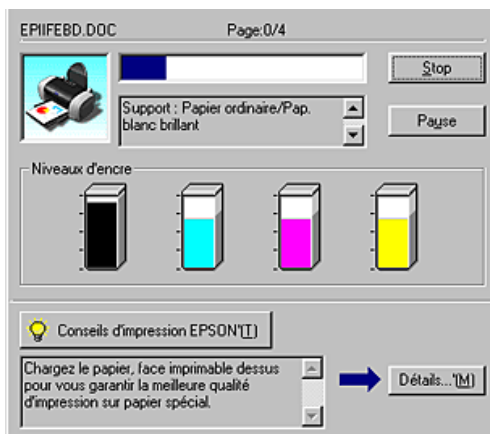 EPIIFEBD.DOC Page:0/4
Stop
Support : Papier ordinaire/Pap.
blanc brillant
Pause
Niveaux d'encre
Conseils d'impression EPSON'(T)
Chargez le papier, face imprimable dessus
pour vous garantir la meilleure qualité
d'impression sur papier spécial.
Détails...'(M)